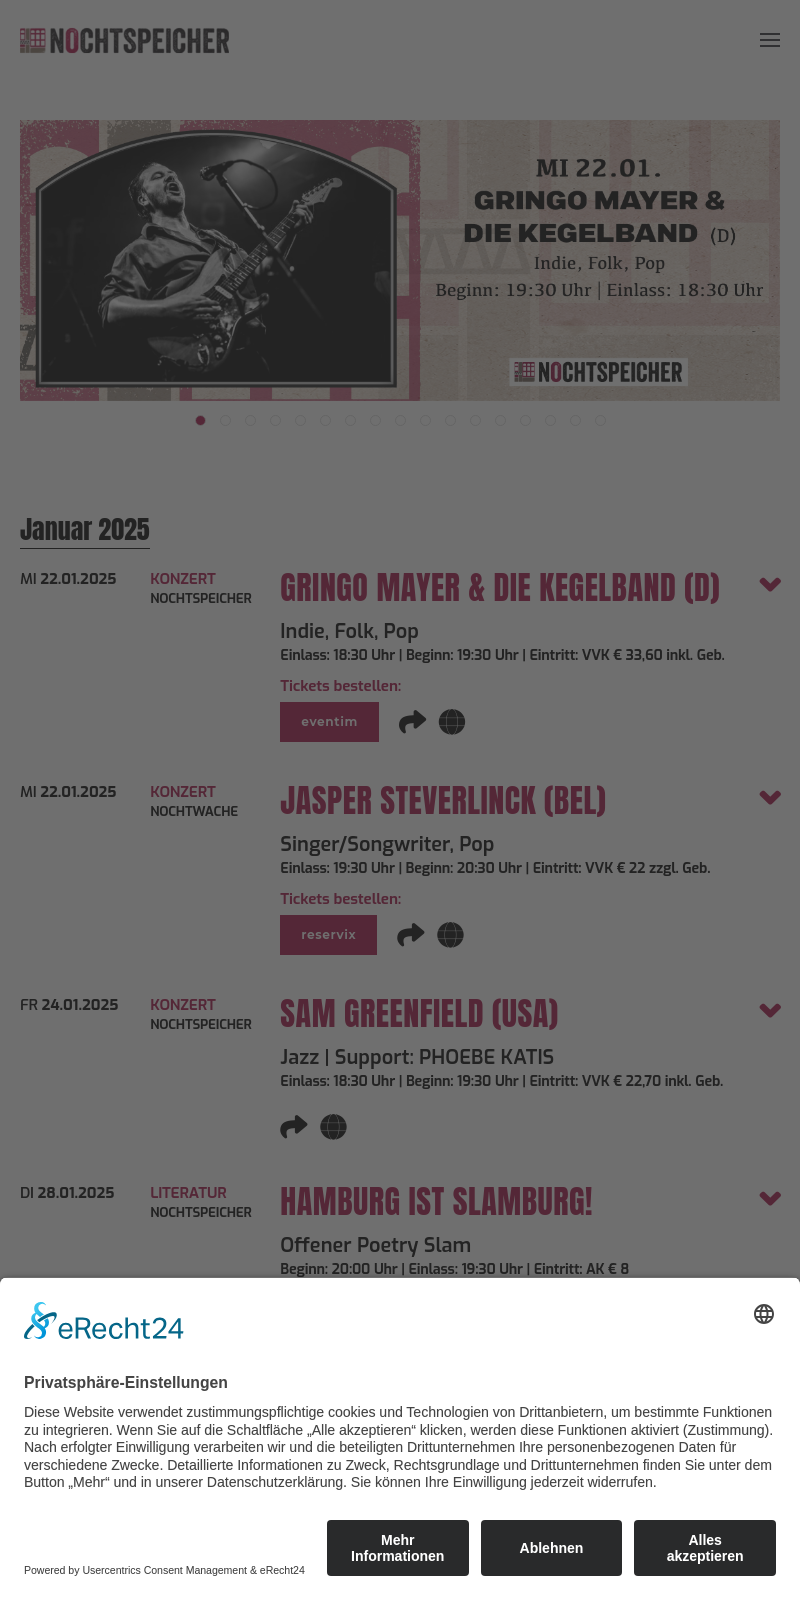 NOCHTSPEICHER
MI 22.01.
GRINGO MAYER &
DIE KEGELBAND (D)
Indie, Folk, Pop
Beginn: 19:30 Uhr | Einlass: 18:30 Uhr
NOCHTSPEICHER
Januar 2025
MI 22.01.2025
KONZERT
NOCHTSPEICHER
GRINGO MAYER & DIE KEGELBAND (D)
Indie, Folk, Pop
Einlass: 18:30 Uhr | Beginn: 19:30 Uhr | Eintritt: VVK € 33,60 inkl. Geb.
Tickets bestellen:
eventim
MI 22.01.2025
KONZERT
NOCHTWACHE
JASPER STEVERLINCK (BEL)
Singer/Songwriter, Pop
Einlass: 19:30 Uhr | Beginn: 20:30 Uhr | Eintritt: VVK € 22 zzgl. Geb.
Tickets bestellen:
reservix
FR 24.01.2025
KONZERT
NOCHTSPEICHER
SAM GREENFIELD (USA)
Jazz | Support: PHOEBE KATIS
Einlass: 18:30 Uhr | Beginn: 19:30 Uhr | Eintritt: VVK € 22,70 inkl. Geb.
DI 28.01.2025
LITERATUR
NOCHTSPEICHER
HAMBURG IST SLAMBURG!
Offener Poetry Slam
Beginn: 20:00 Uhr | Einlass: 19:30 Uhr | Eintritt: AK € 8
eRecht24
Privatsphäre-Einstellungen
Diese Website verwendet zustimmungspflichtige cookies und Technologien von Drittanbietern, um bestimmte Funktionen
zu integrieren. Wenn Sie auf die Schaltfläche „Alle akzeptieren“ klicken, werden diese Funktionen aktiviert (Zustimmung).
Nach erfolgter Einwilligung verarbeiten wir und die beteiligten Drittunternehmen Ihre personenbezogenen Daten für
verschiedene Zwecke. Detaillierte Informationen zu Zweck, Rechtsgrundlage und Drittunternehmen finden Sie unter dem
Button „Mehr“ und in unserer Datenschutzerklärung. Sie können Ihre Einwilligung jederzeit widerrufen.
Mehr
Informationen
Ablehnen
Alles
akzeptieren
Powered by Usercentrics Consent Management & eRecht24